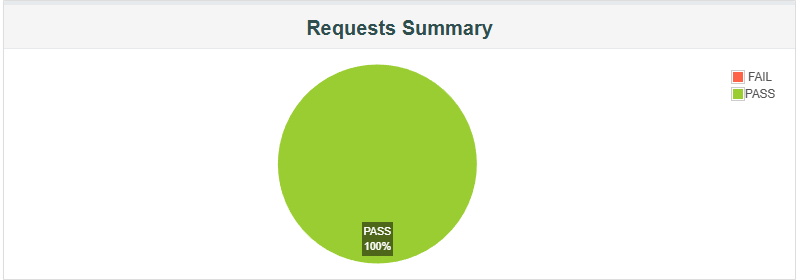 Requests Summary
FAIL
PASS
PASS
100%